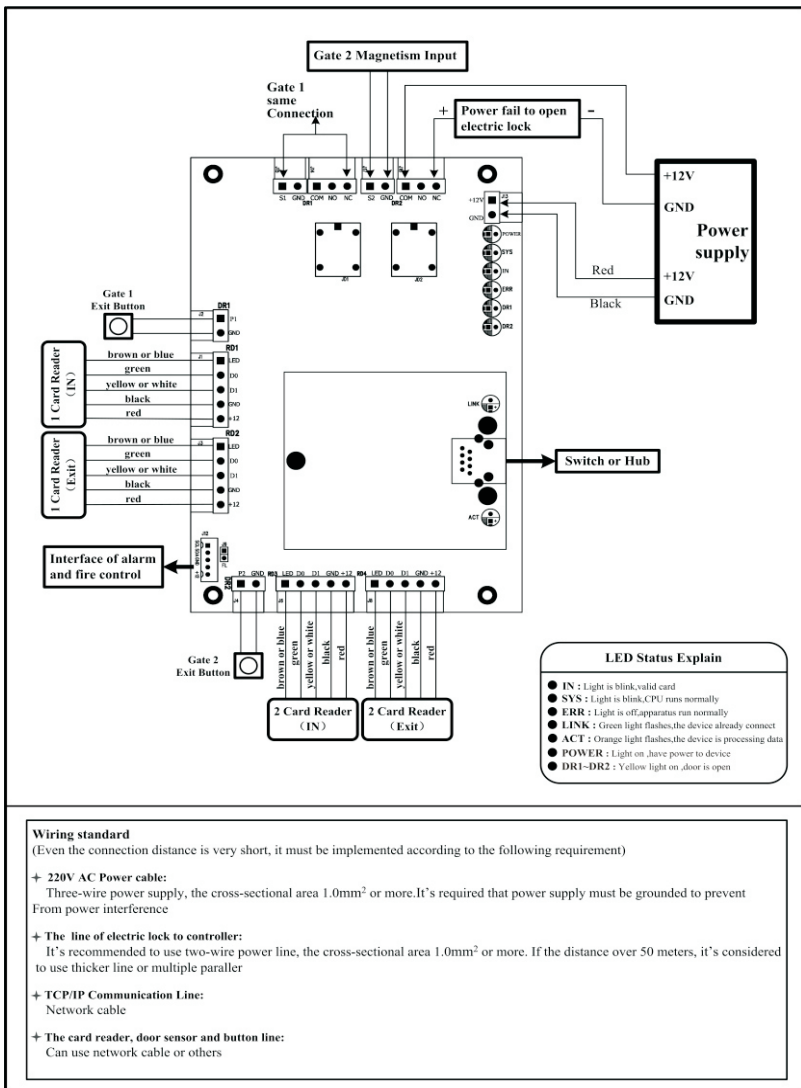 Gate 2 Magnetism Input
Gate 1
same
Connection
+
Power fail to open
electric lock
-
+12V
GND
Power
supply
+12V
GND
Red
Black
S1 GND COM NO NC
DR1
S2 GND COM NO NC
DR2
+12V
GND
POWER
SYS
IN
ERR
DR1
DR2
JD1
JD2
Gate 1
Exit Button
DR1
P1
GND
RD1
1 Card Reader
(IN)
brown or blue
green
yellow or white
black
red
LED
D0
D1
GND
+12
RD2
1 Card Reader
(Exit)
brown or blue
green
yellow or white
black
red
LED
D0
D1
GND
+12
LINK
ACT
Switch or Hub
Interface of alarm
and fire control
P2 GND
DR2
J4
RD3 LED D0 D1 GND +12
RD4 LED D0 D1 GND +12
brown or blue
green
yellow or white
black
red
brown or blue
green
yellow or white
black
red
Gate 2
Exit Button
2 Card Reader
(IN)
2 Card Reader
(Exit)
LED Status Explain
● IN : Light is blink,valid card
● SYS : Light is blink,CPU runs normally
● ERR : Light is off,apparatus run normally
● LINK : Green light flashes,the device already connect
● ACT : Orange light flashes,the device is processing data
● POWER : Light on ,have power to device
● DR1~DR2 : Yellow light on ,door is open
Wiring standard
(Even the connection distance is very short, it must be implemented according to the following requirement)
220V AC Power cable:
Three-wire power supply, the cross-sectional area 1.0mm² or more.It's required that power supply must be grounded to prevent
From power interference
The line of electric lock to controller:
It's recommended to use two-wire power line, the cross-sectional area 1.0mm² or more. If the distance over 50 meters, it's considered
to use thicker line or multiple paraller
TCP/IP Communication Line:
Network cable
The card reader, door sensor and button line:
Can use network cable or others